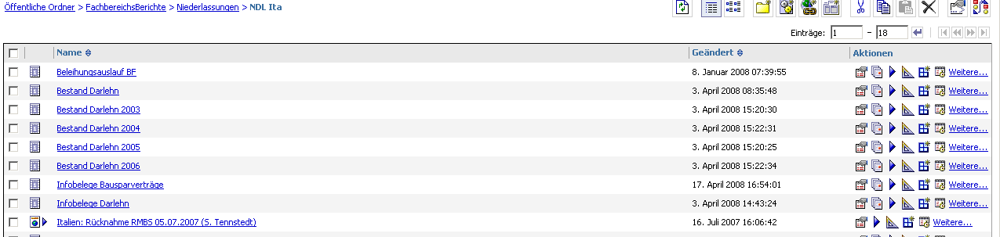 Öffentliche Ordner > FachbereichsBerichte > Niederlassungen > NDL Ita
Einträge: 1 - 18
Name Geändert Aktionen
Beleihungsauslauf BF 8. Januar 2008 07:39:55 Weitere...
Bestand Darlehn 3. April 2008 08:35:48 Weitere...
Bestand Darlehn 2003 3. April 2008 15:20:30 Weitere...
Bestand Darlehn 2004 3. April 2008 15:22:31 Weitere...
Bestand Darlehn 2005 3. April 2008 15:20:25 Weitere...
Bestand Darlehn 2006 3. April 2008 15:22:34 Weitere...
Infobelege Bausparverträge 17. April 2008 16:54:01 Weitere...
Infobelege Darlehn 3. April 2008 14:43:24 Weitere...
Italien: Rücknahme RMBS 05.07.2007 (S. Tennstedt) 16. Juli 2007 16:06:42 Weitere...